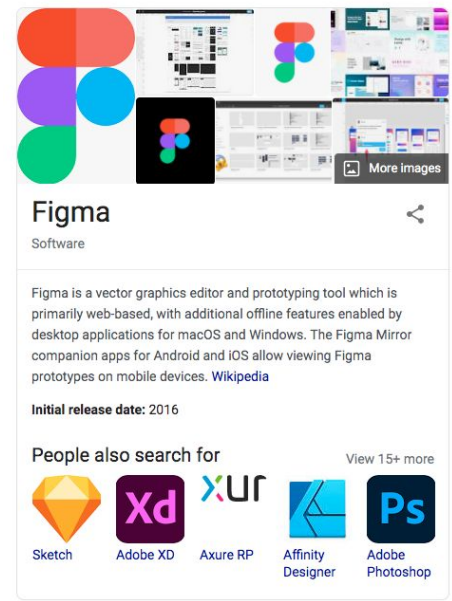 More images
Figma
Software
Figma is a vector graphics editor and prototyping tool which is
primarily web-based, with additional offline features enabled by
desktop applications for macOS and Windows. The Figma Mirror
companion apps for Android and iOS allow viewing Figma
prototypes on mobile devices. Wikipedia
Initial release date: 2016
People also search for
View 15+ more
Xd
xur
Ps
Sketch
Adobe XD
Axure RP
Affinity
Designer
Adobe
Photoshop